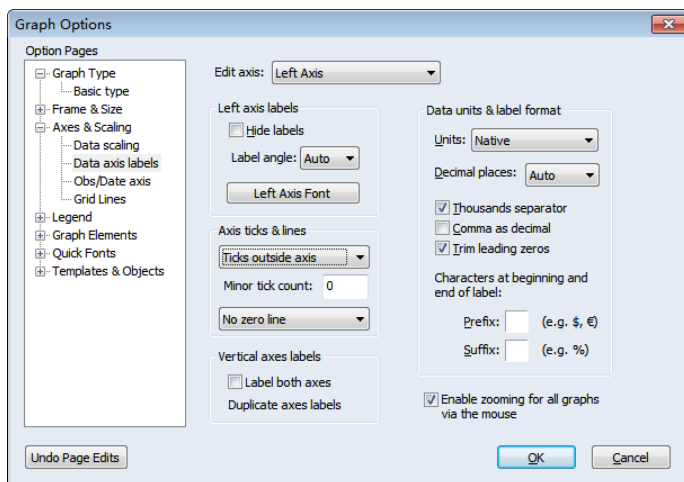 Graph Options
Option Pages
Graph Type
Basic type
Frame & Size
Axes & Scaling
Data scaling
Data axis labels
Obs/Date axis
Grid Lines
Legend
Graph Elements
Quick Fonts
Templates & Objects
Edit axis: Left Axis
Left axis labels
Hide labels
Label angle: Auto
Left Axis Font
Axis ticks & lines
Ticks outside axis
Minor tick count: 0
No zero line
Vertical axes labels
Label both axes
Duplicate axes labels
Data units & label format
Units: Native
Decimal places: Auto
Thousands separator
Comma as decimal
Trim leading zeros
Characters at beginning and
end of label:
Prefix: (e.g. $, €)
Suffix: (e.g. %)
Enable zooming for all graphs
via the mouse
Undo Page Edits
OK
Cancel